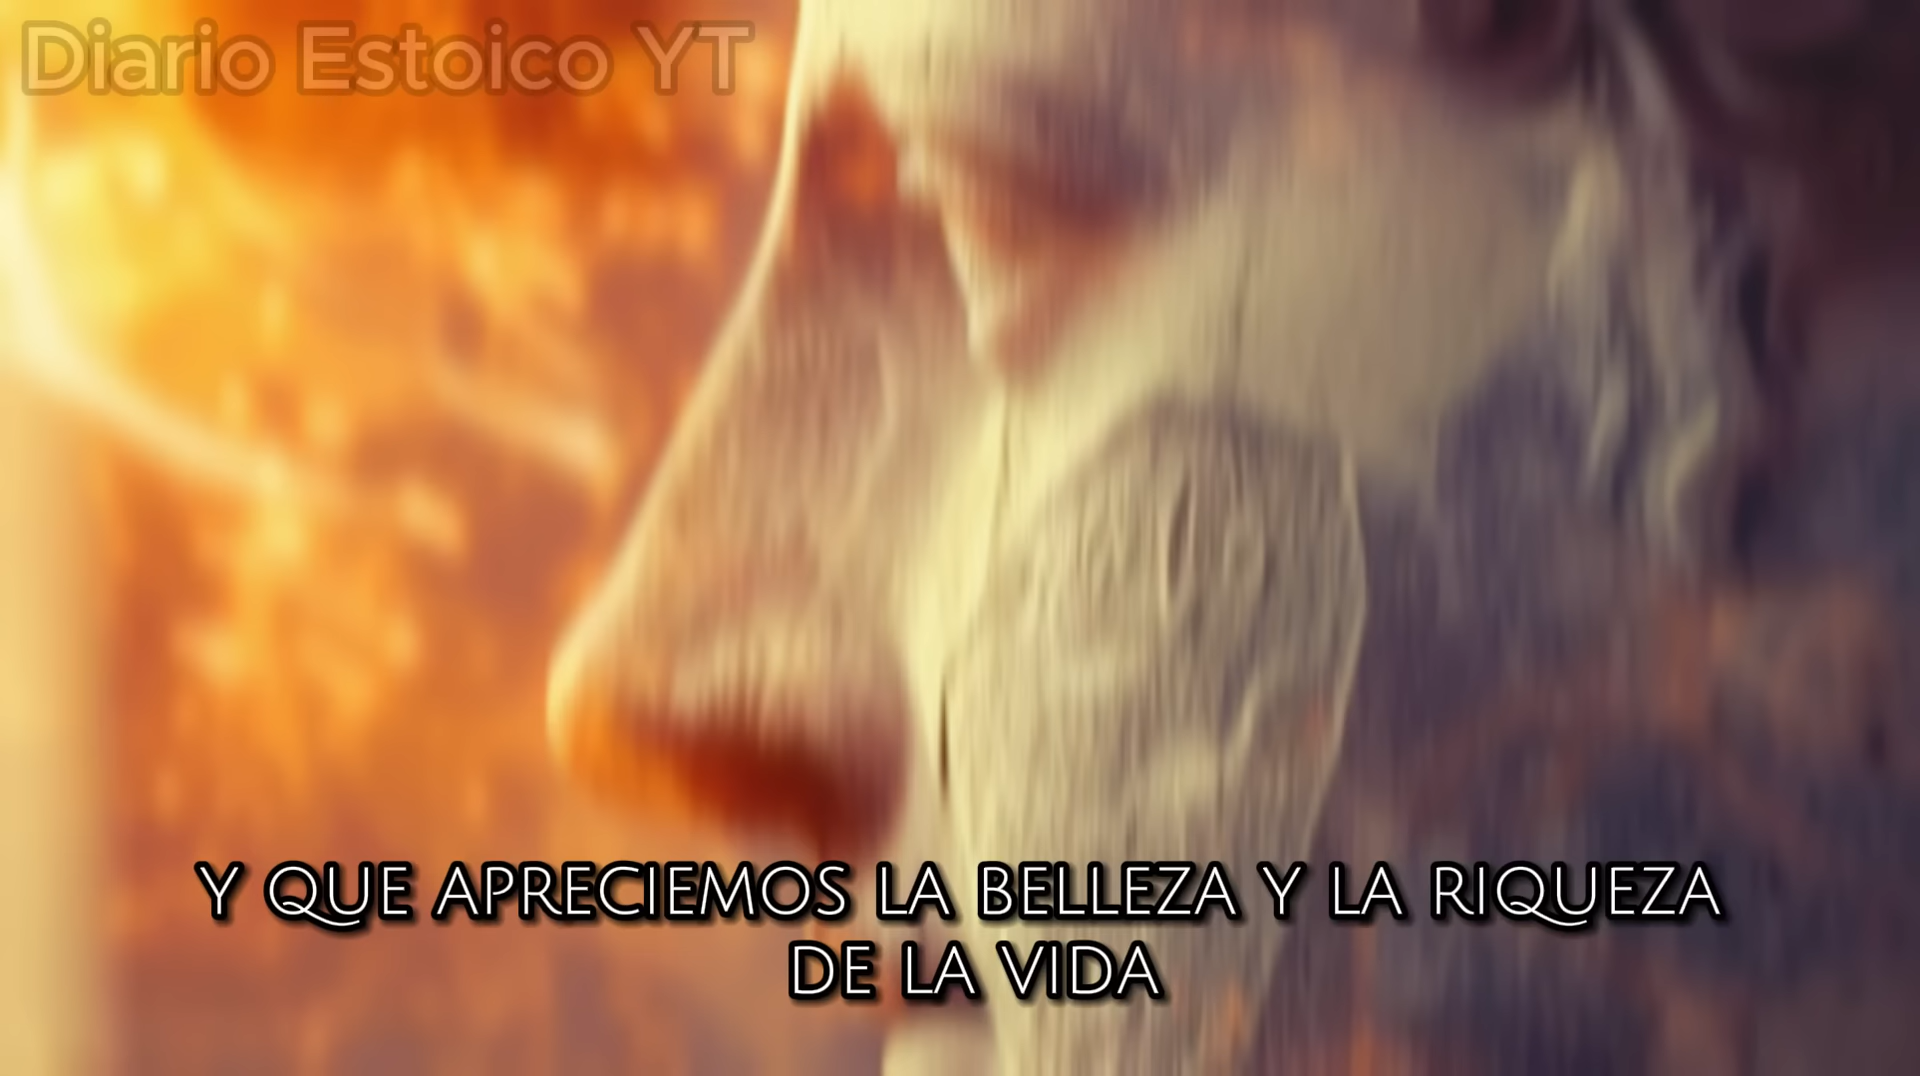 Diario Estoico YT
Y QUE APRECIEMOS LA BELLEZA Y LA RIQUEZA
DE LA VIDA